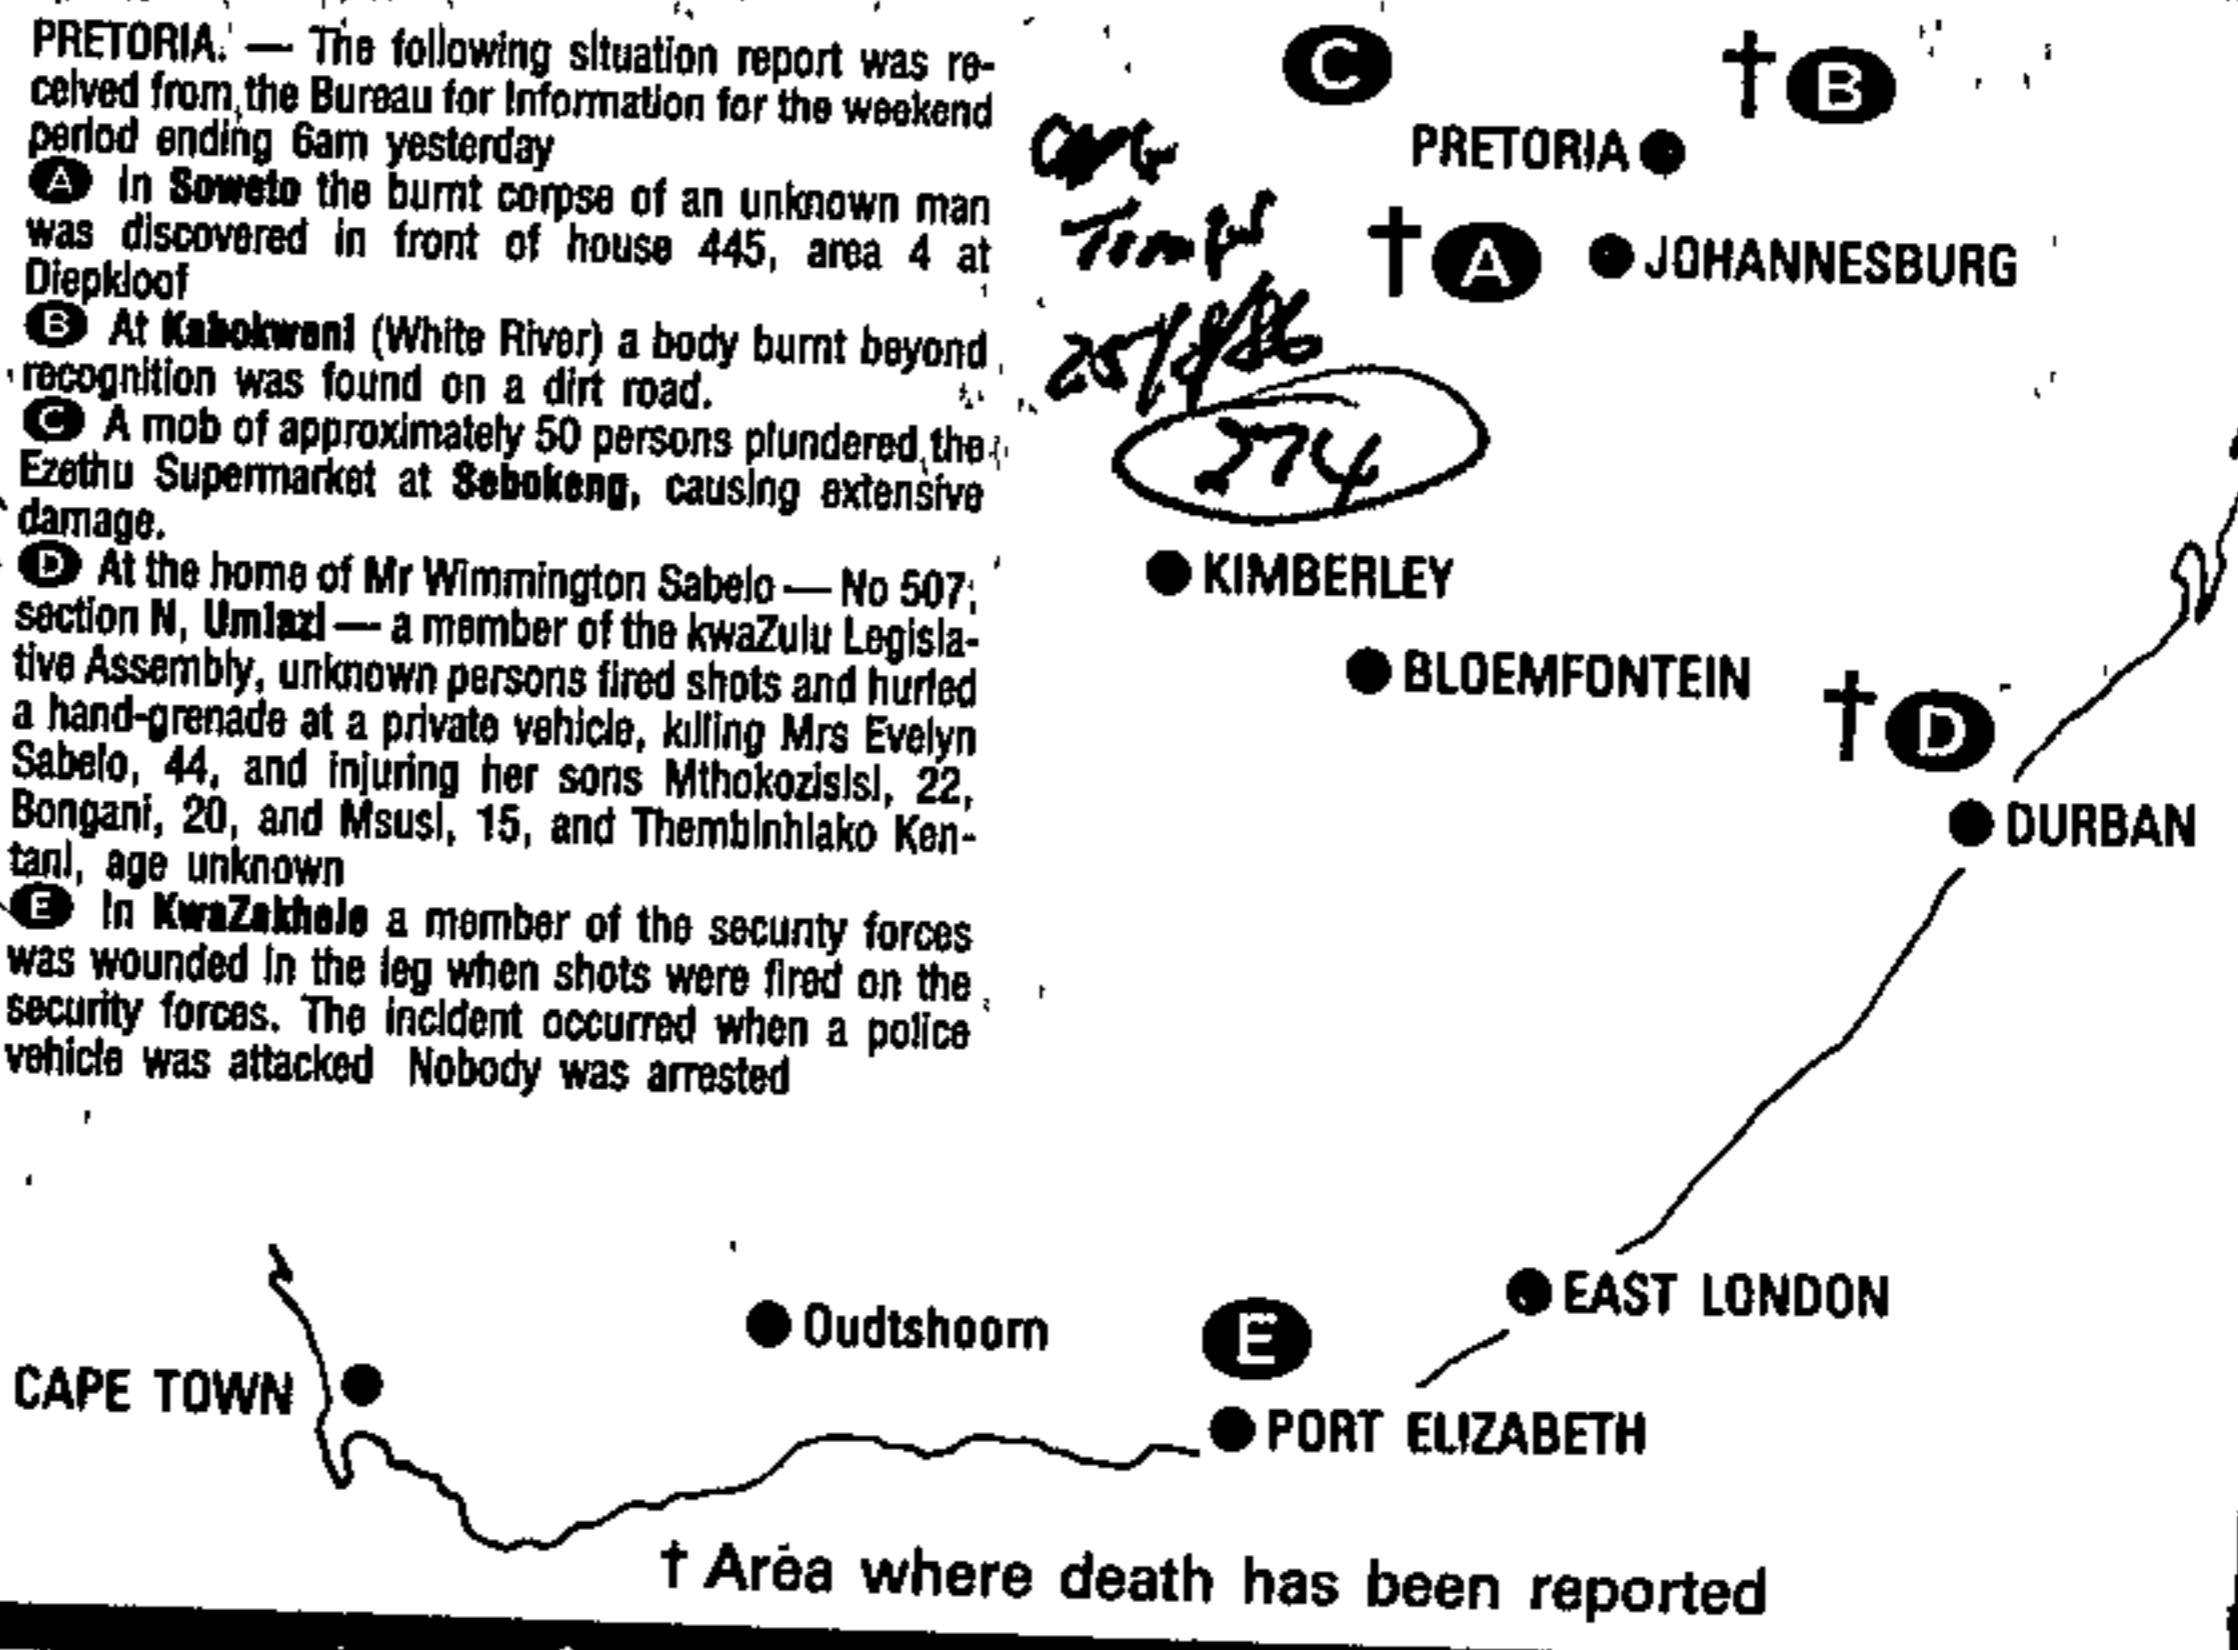 PRETORIA. — The following situation report was re-
ceived from the Bureau for Information for the weekend
period ending 6am yesterday
A In Soweto the burnt corpse of an unknown man
was discovered in front of house 445, area 4 at
Diepkloof
B At Kabokweni (White River) a body burnt beyond
recognition was found on a dirt road.
C A mob of approximately 50 persons plundered the
Ezethu Supermarket at Sebokeng, causing extensive
damage.
D At the home of Mr Wimmington Sabelo — No 507,
section N, Umlazi — a member of the kwaZulu Legisla-
tive Assembly, unknown persons fired shots and hurled
a hand-grenade at a private vehicle, killing Mrs Evelyn
Sabelo, 44, and injuring her sons Mthokozisi, 22,
Bongani, 20, and Msusi, 15, and Thembinhlako Ken-
tani, age unknown
E In KwaZakhele a member of the security forces
was wounded in the leg when shots were fired on the
security forces. The incident occurred when a police
vehicle was attacked Nobody was arrested
C
† B
PRETORIA
Times
† A
JOHANNESBURG
25/8/86
274
KIMBERLEY
BLOEMFONTEIN
† D
DURBAN
EAST LONDON
Oudtshoorn
E
CAPE TOWN
PORT ELIZABETH
† Area where death has been reported